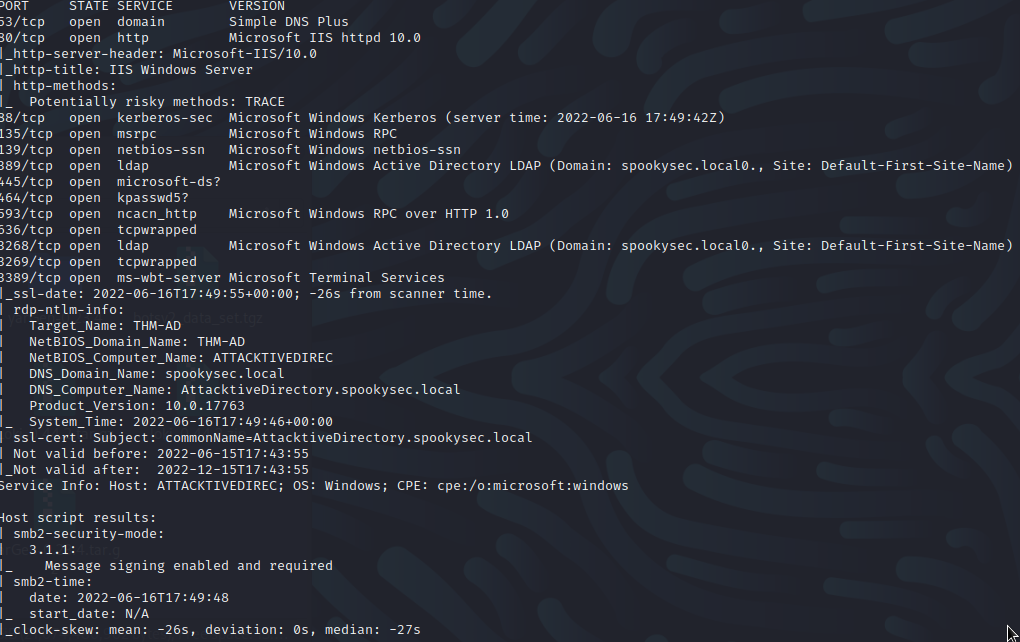 PORT STATE SERVICE VERSION
53/tcp open domain Simple DNS Plus
80/tcp open http Microsoft IIS httpd 10.0
|_http-server-header: Microsoft-IIS/10.0
|_http-title: IIS Windows Server
| http-methods:
|_ Potentially risky methods: TRACE
88/tcp open kerberos-sec Microsoft Windows Kerberos (server time: 2022-06-16 17:49:42Z)
135/tcp open msrpc Microsoft Windows RPC
139/tcp open netbios-ssn Microsoft Windows netbios-ssn
389/tcp open ldap Microsoft Windows Active Directory LDAP (Domain: spookysec.local0., Site: Default-First-Site-Name)
445/tcp open microsoft-ds?
464/tcp open kpasswd5?
593/tcp open ncacn_http Microsoft Windows RPC over HTTP 1.0
636/tcp open tcpwrapped
3268/tcp open ldap Microsoft Windows Active Directory LDAP (Domain: spookysec.local0., Site: Default-First-Site-Name)
3269/tcp open tcpwrapped
3389/tcp open ms-wbt-server Microsoft Terminal Services
|_ssl-date: 2022-06-16T17:49:55+00:00; -26s from scanner time.
| rdp-ntlm-info:
| Target_Name: THM-AD
| NetBIOS_Domain_Name: THM-AD
| NetBIOS_Computer_Name: ATTACKTIVEDIREC
| DNS_Domain_Name: spookysec.local
| DNS_Computer_Name: AttacktiveDirectory.spookysec.local
| Product_Version: 10.0.17763
|_ System_Time: 2022-06-16T17:49:46+00:00
| ssl-cert: Subject: commonName=AttacktiveDirectory.spookysec.local
| Not valid before: 2022-06-15T17:43:55
|_Not valid after: 2022-12-15T17:43:55
Service Info: Host: ATTACKTIVEDIREC; OS: Windows; CPE: cpe:/o:microsoft:windows
Host script results:
| smb2-security-mode:
| 3.1.1:
|_ Message signing enabled and required
| smb2-time:
| date: 2022-06-16T17:49:48
|_ start_date: N/A
|_clock-skew: mean: -26s, deviation: 0s, median: -27s